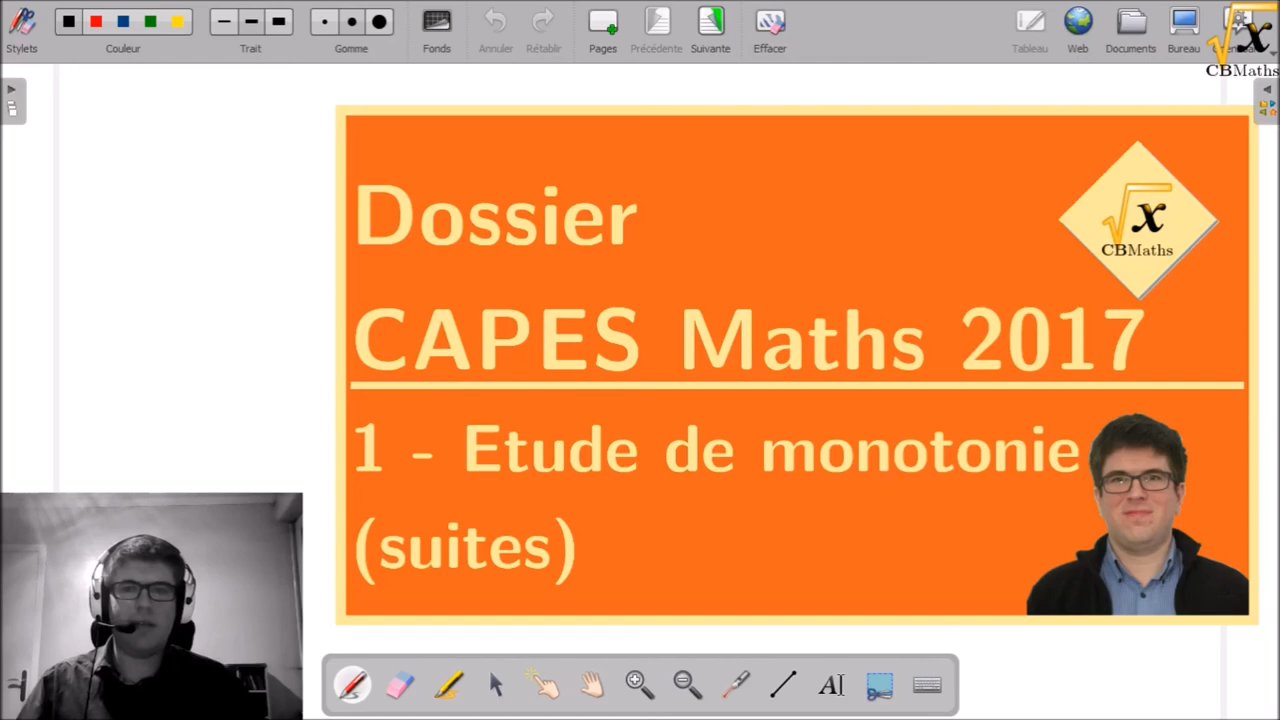 Stylets
Couleur
Trait
Gomme
Fonds
Annuler
Rétablir
Pages
Précédente
Suivante
Effacer
Tableau
Web
Documents
Bureau
x
CBMaths
Dossier
x
CBMaths
CAPES Maths 2017
1 - Etude de monotonie
(suites)
AI